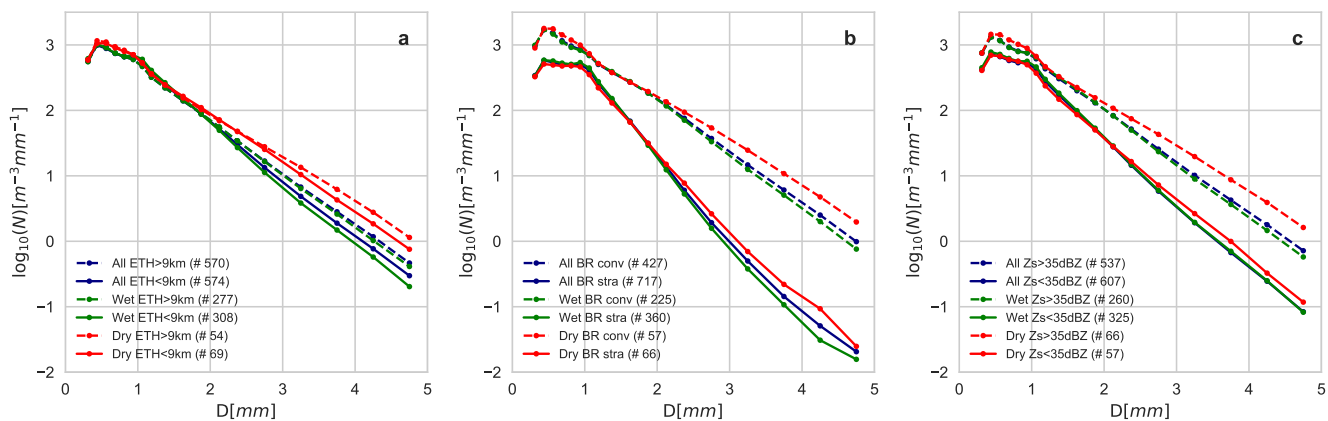 a
3
2
1
0
−1
−2
log₁₀(N)[m⁻³mm⁻¹]
All ETH>9km (# 570)
All ETH<9km (# 574)
Wet ETH>9km (# 277)
Wet ETH<9km (# 308)
Dry ETH>9km (# 54)
Dry ETH<9km (# 69)
0 1 2 3 4 5
D[mm]
b
3
2
1
0
−1
−2
log₁₀(N)[m⁻³mm⁻¹]
All BR conv (# 427)
All BR stra (# 717)
Wet BR conv (# 225)
Wet BR stra (# 360)
Dry BR conv (# 57)
Dry BR stra (# 66)
0 1 2 3 4 5
D[mm]
c
3
2
1
0
−1
−2
log₁₀(N)[m⁻³mm⁻¹]
All Zs>35dBZ (# 537)
All Zs<35dBZ (# 607)
Wet Zs>35dBZ (# 260)
Wet Zs<35dBZ (# 325)
Dry Zs>35dBZ (# 66)
Dry Zs<35dBZ (# 57)
0 1 2 3 4 5
D[mm]